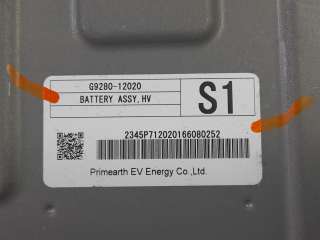 G9280-12020
BATTERY ASSY, HV
S1
2345P712020166080252
Primearth EV Energy Co.,Ltd.